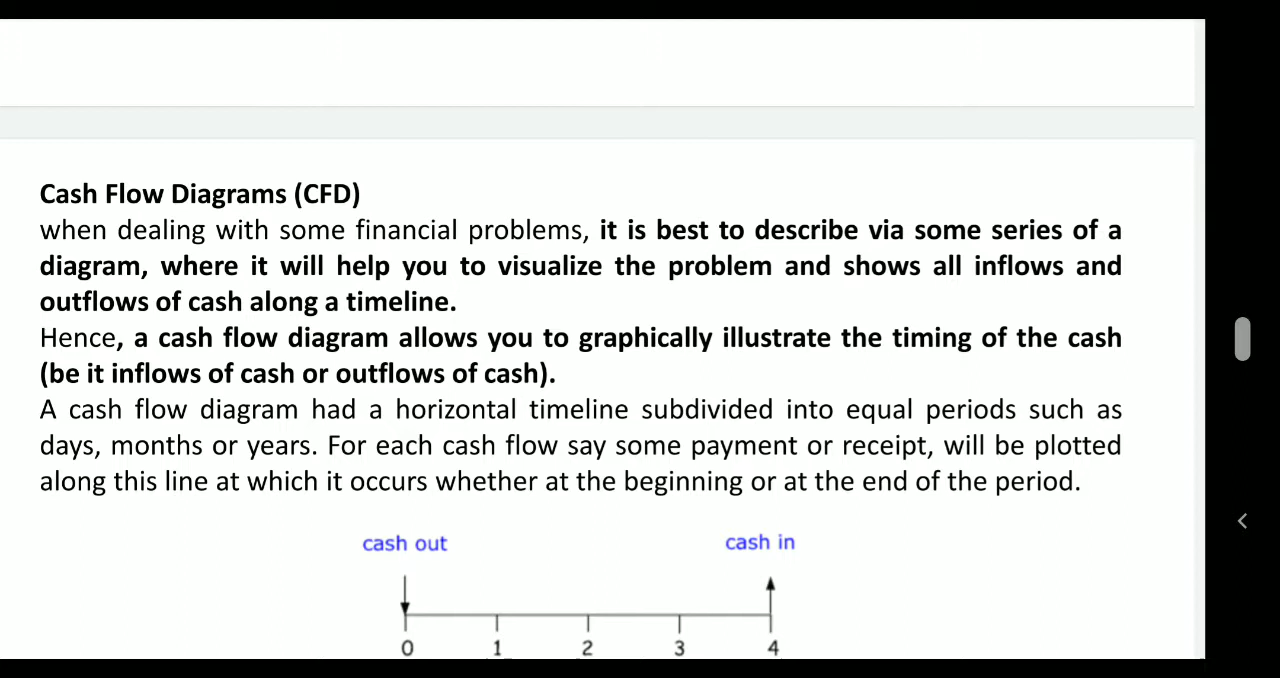 Cash Flow Diagrams (CFD)
when dealing with some financial problems, it is best to describe via some series of a
diagram, where it will help you to visualize the problem and shows all inflows and
outflows of cash along a timeline.
Hence, a cash flow diagram allows you to graphically illustrate the timing of the cash
(be it inflows of cash or outflows of cash).
A cash flow diagram had a horizontal timeline subdivided into equal periods such as
days, months or years. For each cash flow say some payment or receipt, will be plotted
along this line at which it occurs whether at the beginning or at the end of the period.
cash out cash in
0 1 2 3 4